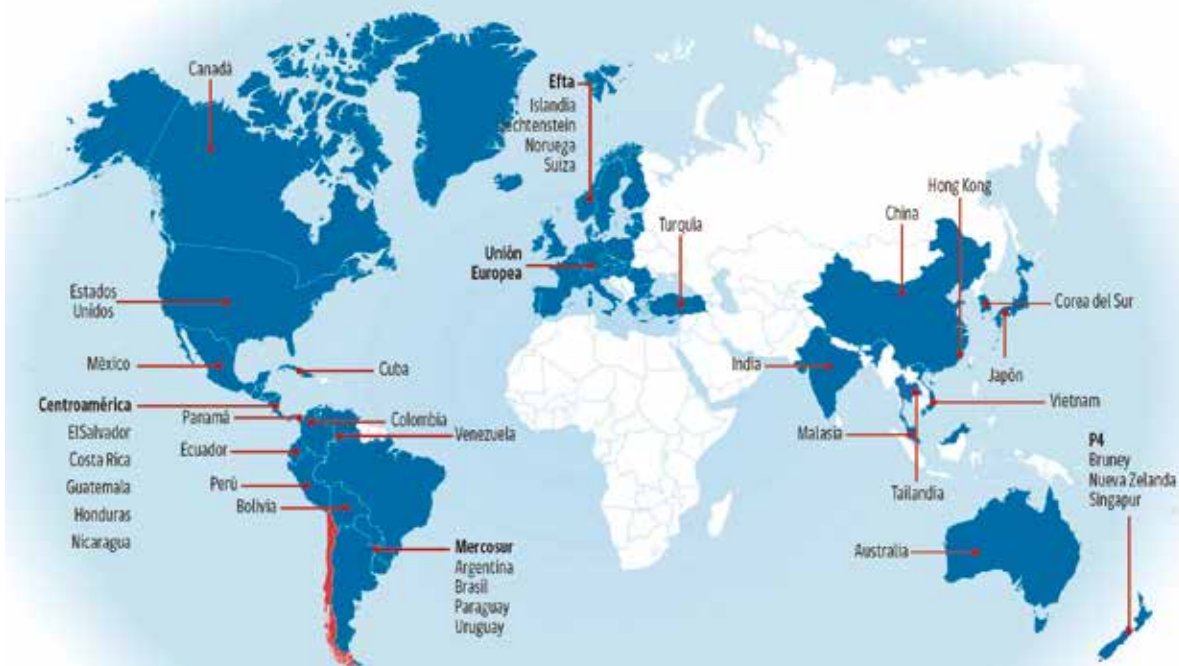 Canadá
Efta
Islandia
Liechtenstein
Noruega
Suiza
Hong Kong
China
Turquía
Unión
Europea
Estados
Unidos
Corea del Sur
México
Cuba
India
Japón
Centroamérica
El Salvador
Costa Rica
Guatemala
Honduras
Nicaragua
Panamá
Colombia
Venezuela
Vietnam
Malasia
Ecuador
Perú
Bolivia
Tailandia
P4
Bruney
Nueva Zelanda
Singapur
Mercosur
Argentina
Brasil
Paraguay
Uruguay
Australia